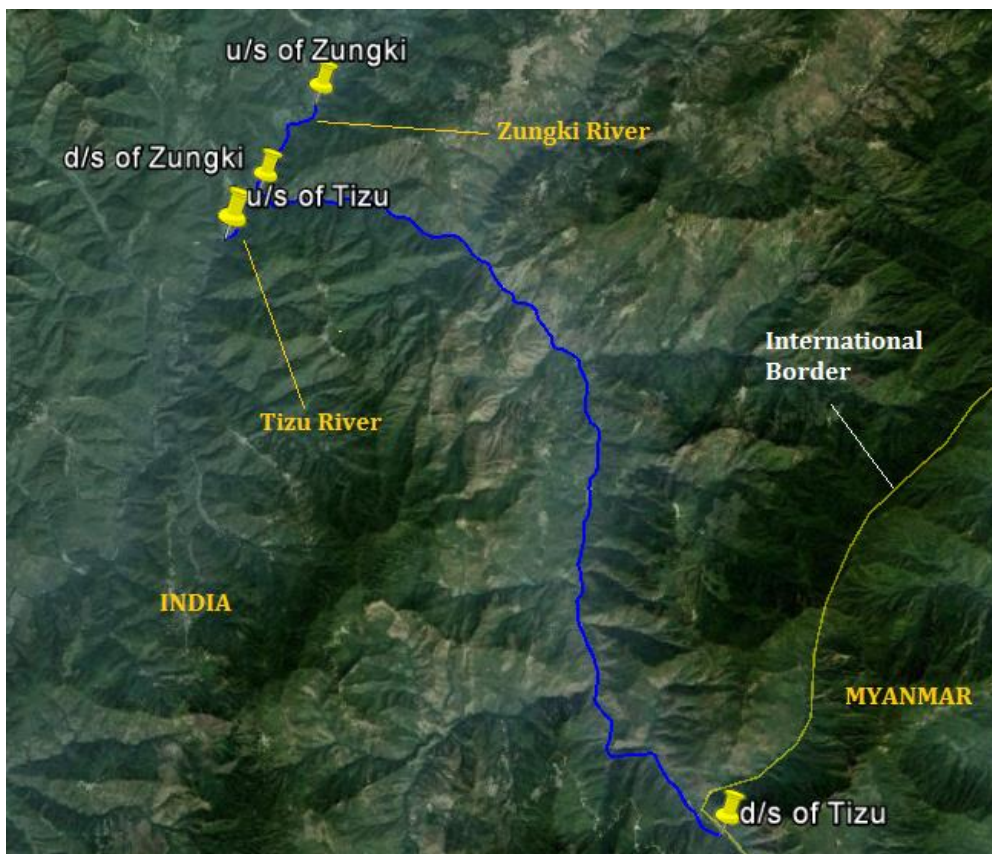 u/s of Zungki
Zungki River
d/s of Zungki
u/s of Tizu
International
Border
Tizu River
INDIA
MYANMAR
d/s of Tizu